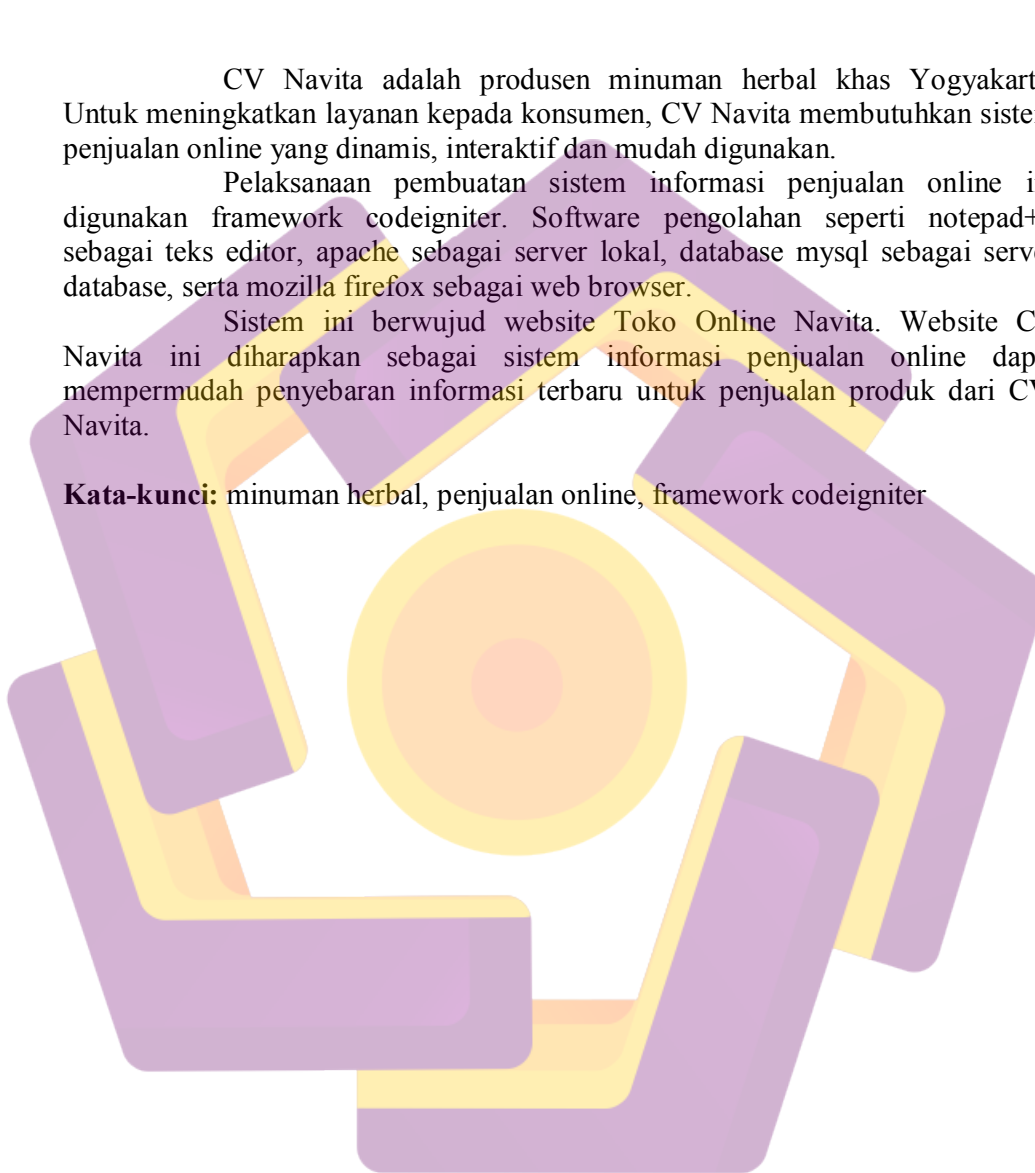 CV Navita adalah produsen minuman herbal khas Yogyakart
Untuk meningkatkan layanan kepada konsumen, CV Navita membutuhkan siste
penjualan online yang dinamis, interaktif dan mudah digunakan.
Pelaksanaan pembuatan sistem informasi penjualan online i
digunakan framework codeigniter. Software pengolahan seperti notepad+
sebagai teks editor, apache sebagai server lokal, database mysql sebagai serv
database, serta mozilla firefox sebagai web browser.
Sistem ini berwujud website Toko Online Navita. Website C
Navita ini diharapkan sebagai sistem informasi penjualan online dap
mempermudah penyebaran informasi terbaru untuk penjualan produk dari CV
Navita.
Kata-kunci: minuman herbal, penjualan online, framework codeigniter